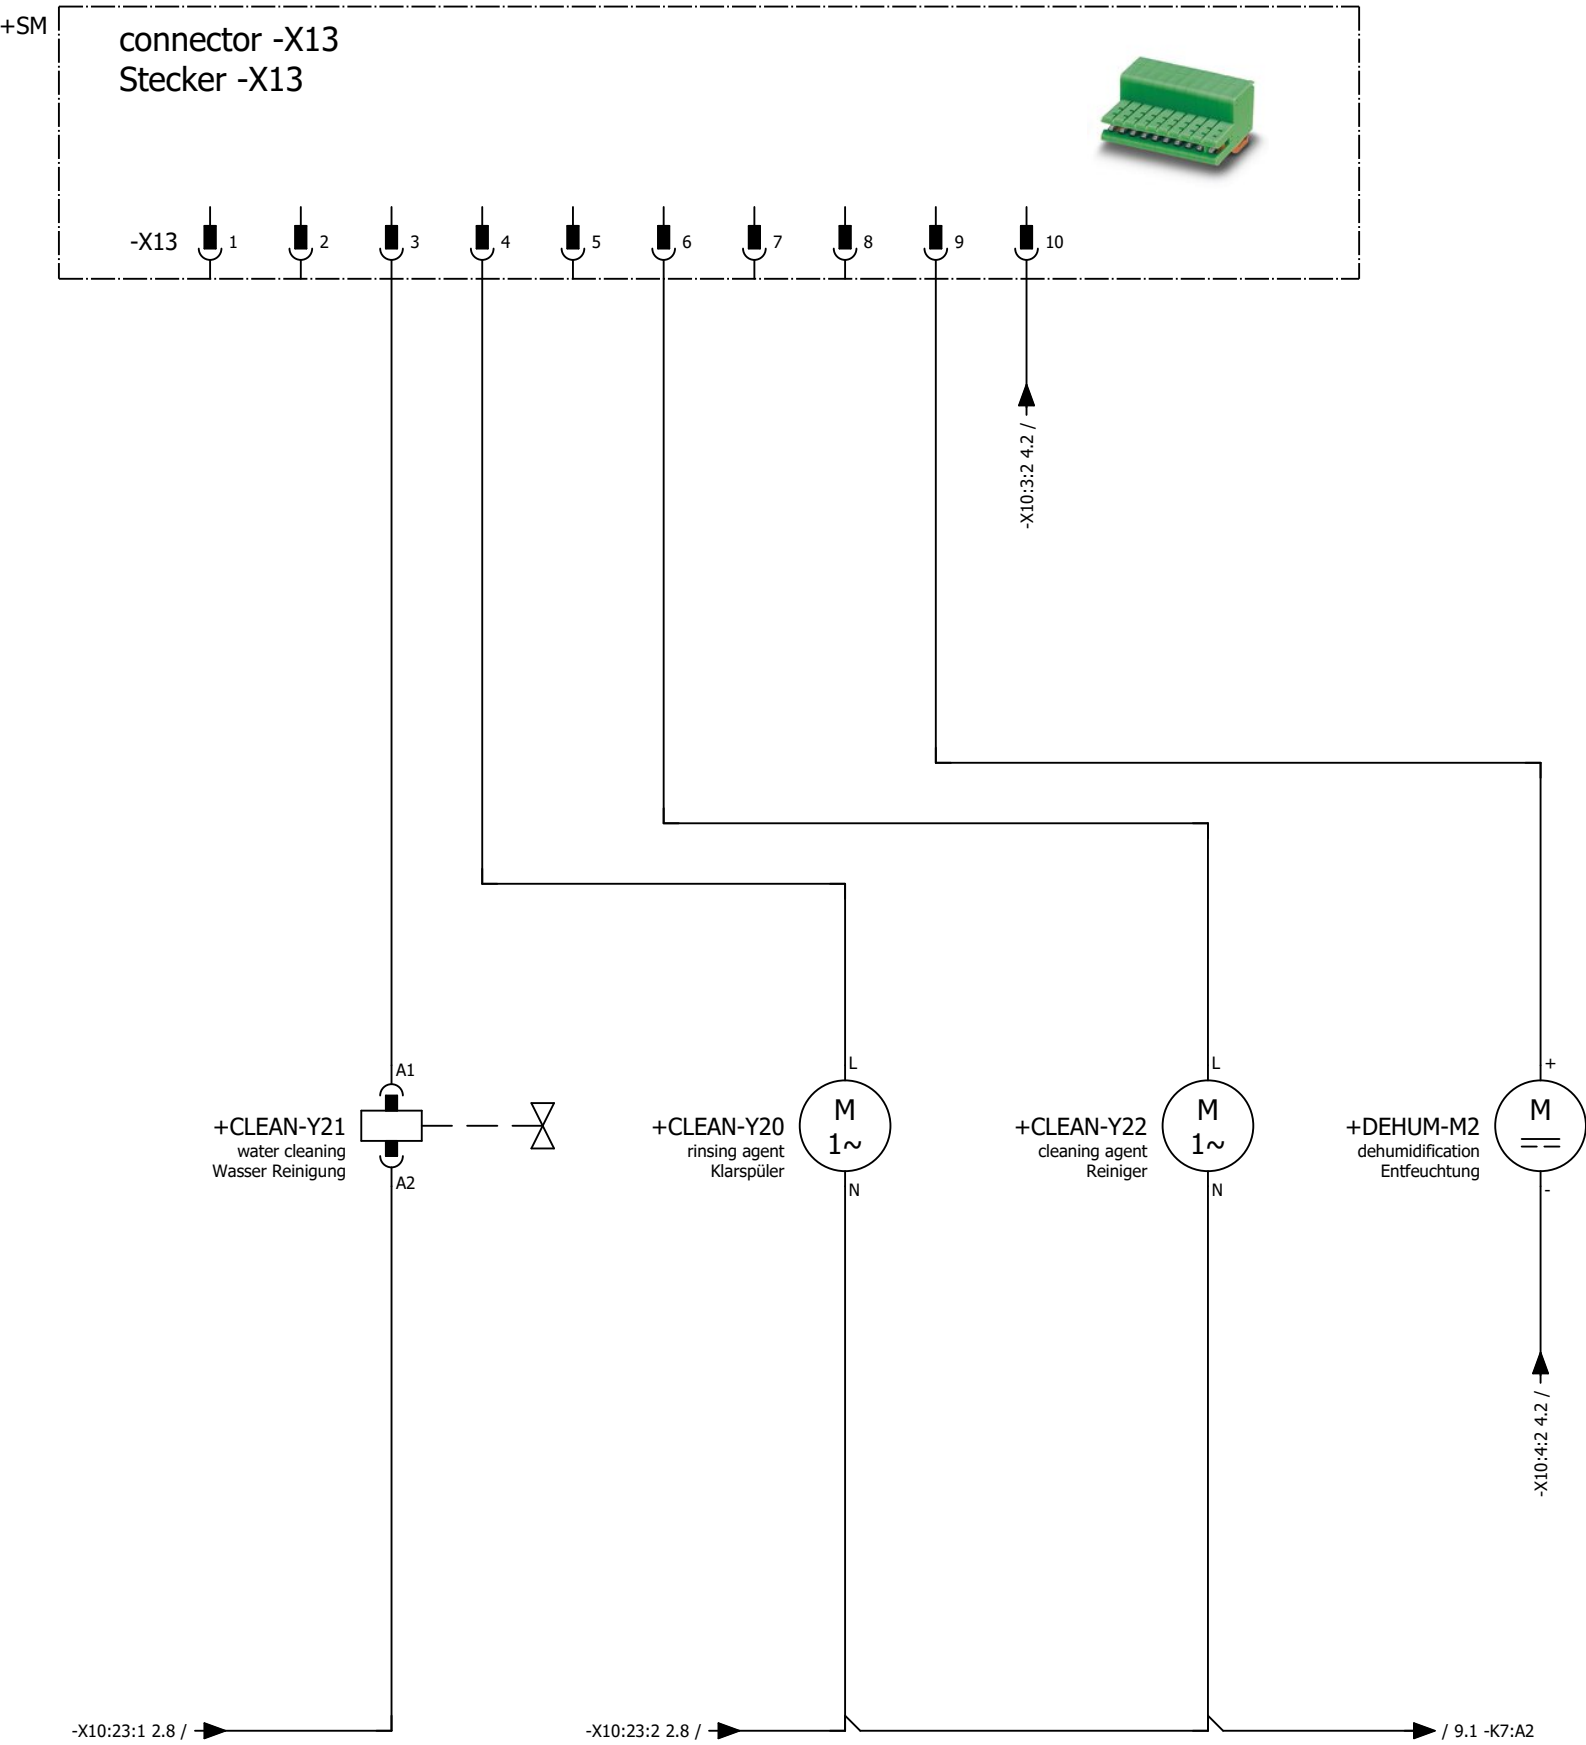 +SM
connector -X13
Stecker -X13
-X13 1 2 3 4 5 6 7 8 9 10
-X10:3:2 4.2 /
A1
+CLEAN-Y21
water cleaning
Wasser Reinigung
A2
L
+CLEAN-Y20
rinsing agent
Klarspüler
M
1~
N
L
+CLEAN-Y22
cleaning agent
Reiniger
M
1~
N
+
+DEHUM-M2
dehumidification
Entfeuchtung
M
-
-X10:4:2 4.2 /
-X10:23:1 2.8 /
-X10:23:2 2.8 /
/ 9.1 -K7:A2